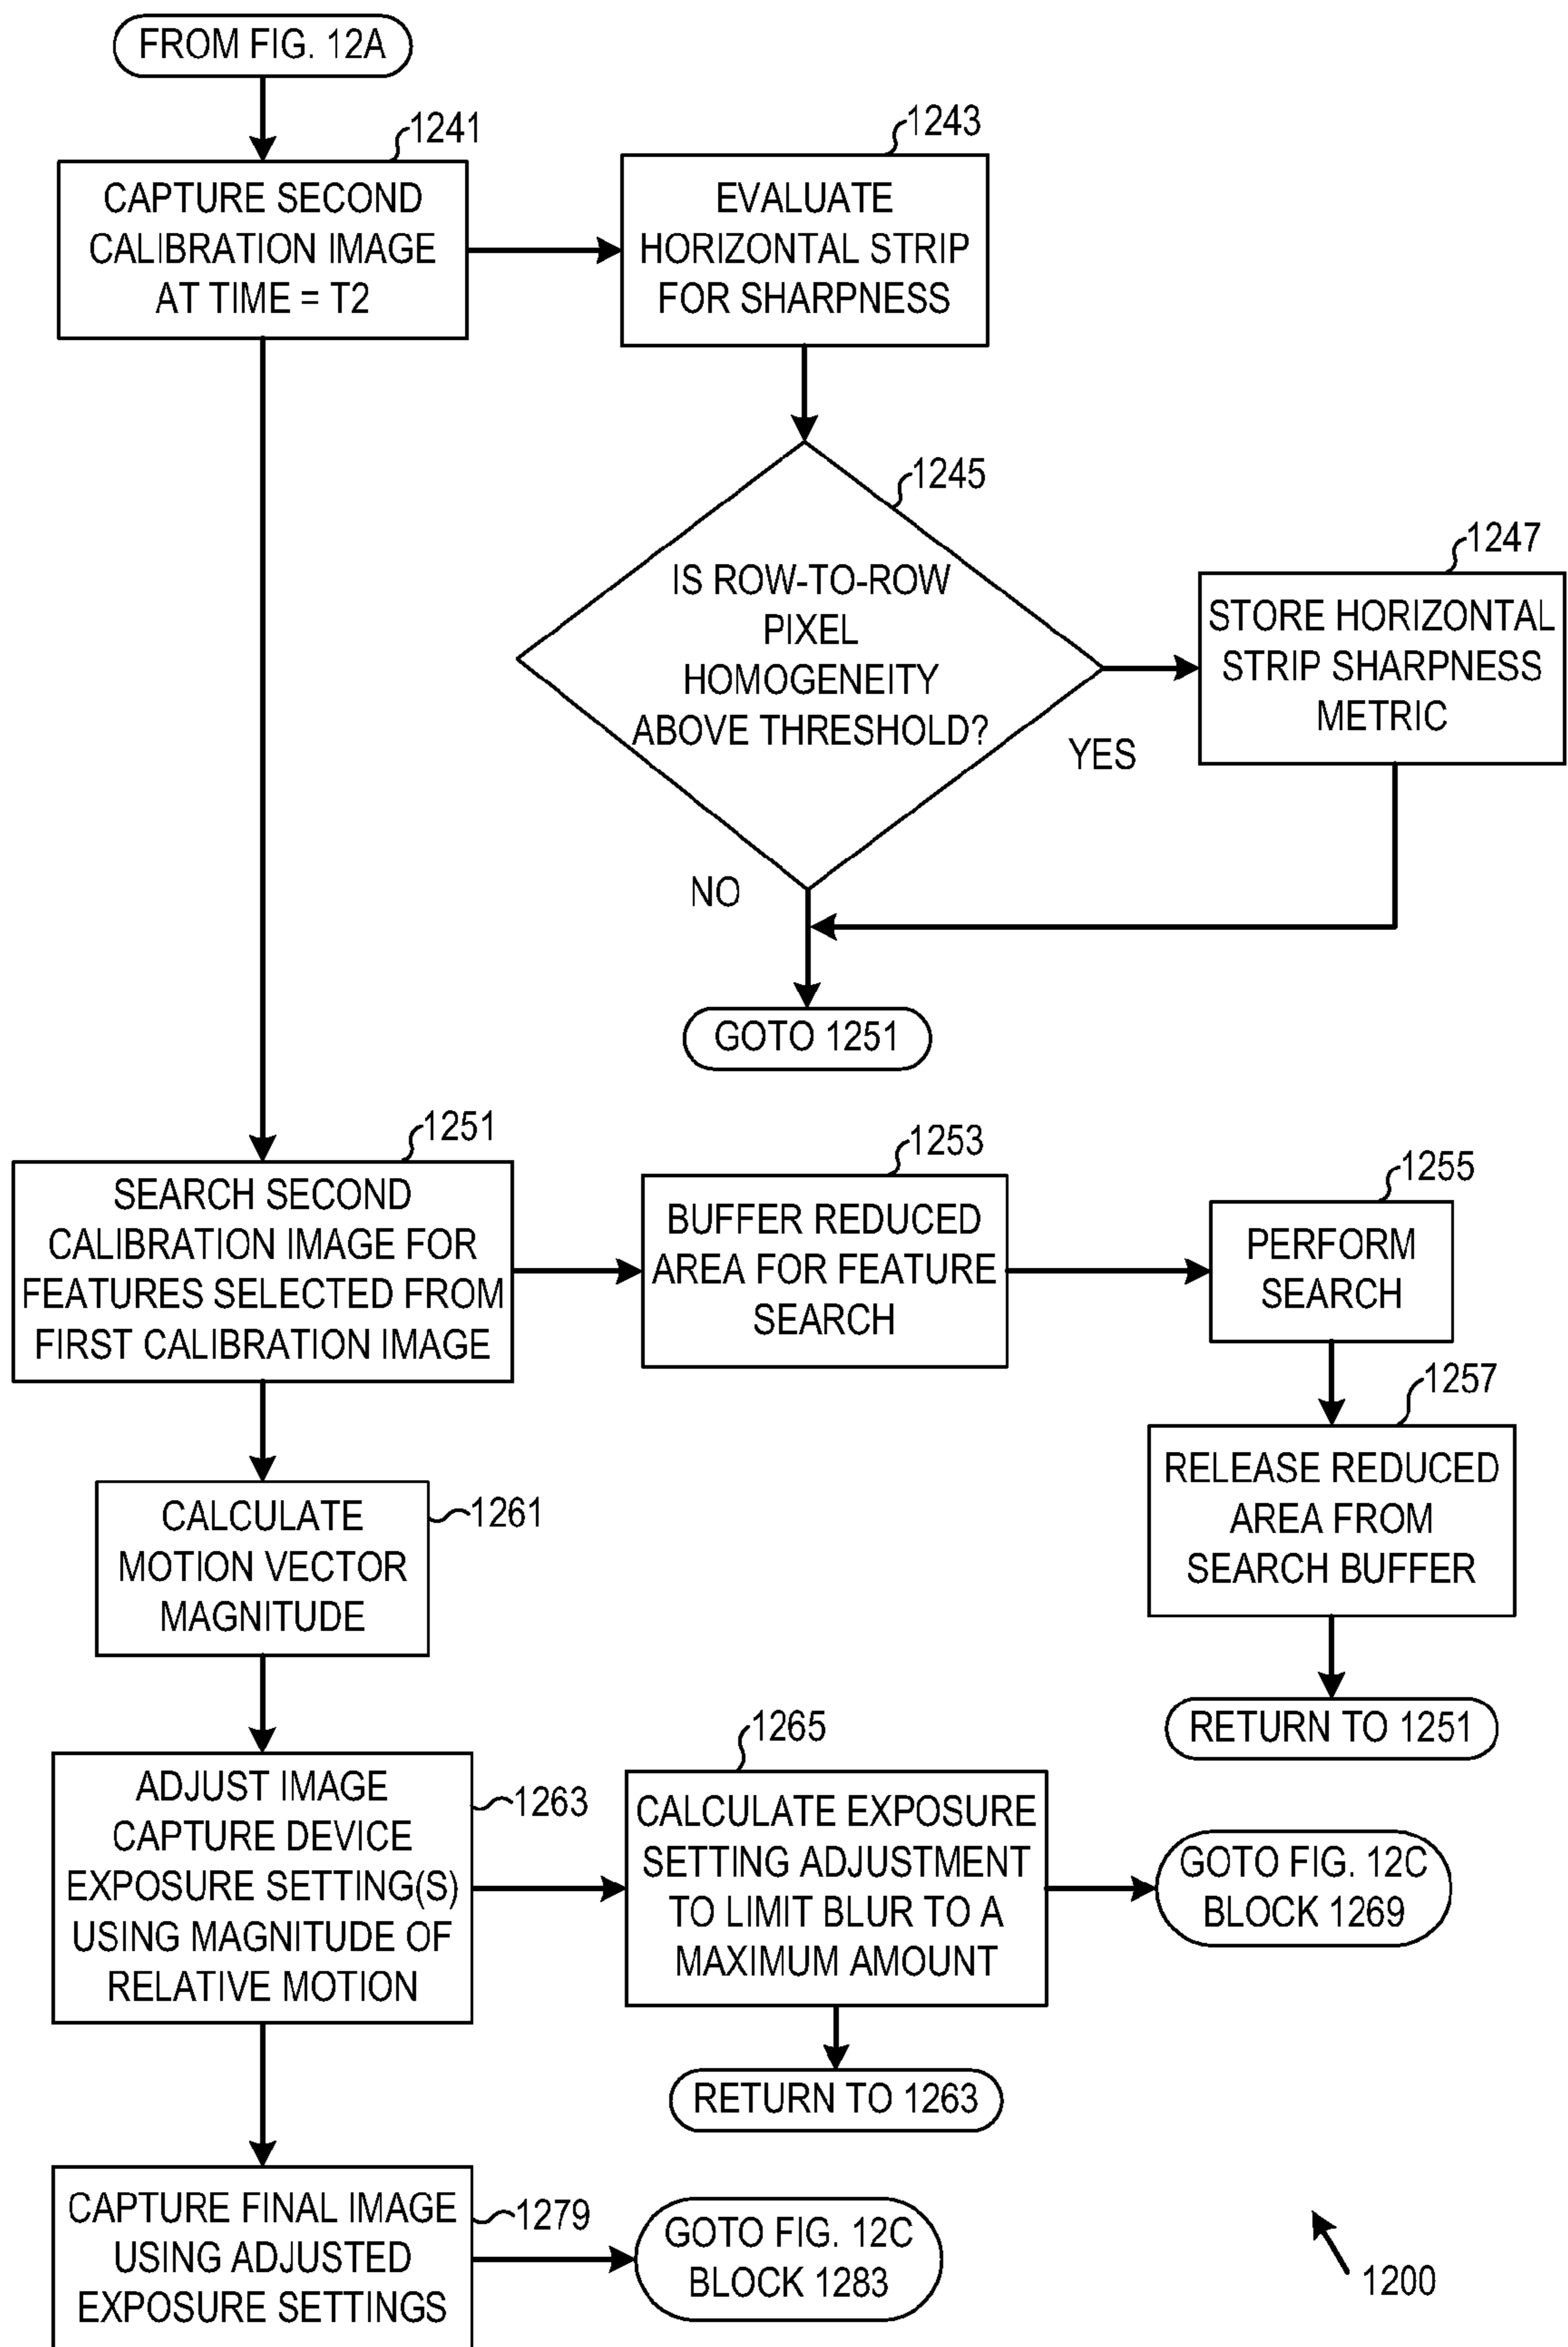 FROM FIG. 12A
1241
CAPTURE SECOND
CALIBRATION IMAGE
AT TIME = T2
1243
EVALUATE
HORIZONTAL STRIP
FOR SHARPNESS
1245
IS ROW-TO-ROW
PIXEL
HOMOGENEITY
ABOVE THRESHOLD?
YES
NO
1247
STORE HORIZONTAL
STRIP SHARPNESS
METRIC
GOTO 1251
1251
SEARCH SECOND
CALIBRATION IMAGE FOR
FEATURES SELECTED FROM
FIRST CALIBRATION IMAGE
1253
BUFFER REDUCED
AREA FOR FEATURE
SEARCH
1255
PERFORM
SEARCH
1257
RELEASE REDUCED
AREA FROM
SEARCH BUFFER
RETURN TO 1251
1261
CALCULATE
MOTION VECTOR
MAGNITUDE
1263
ADJUST IMAGE
CAPTURE DEVICE
EXPOSURE SETTING(S)
USING MAGNITUDE OF
RELATIVE MOTION
1265
CALCULATE EXPOSURE
SETTING ADJUSTMENT
TO LIMIT BLUR TO A
MAXIMUM AMOUNT
GOTO FIG. 12C
BLOCK 1269
RETURN TO 1263
1279
CAPTURE FINAL IMAGE
USING ADJUSTED
EXPOSURE SETTINGS
GOTO FIG. 12C
BLOCK 1283
1200